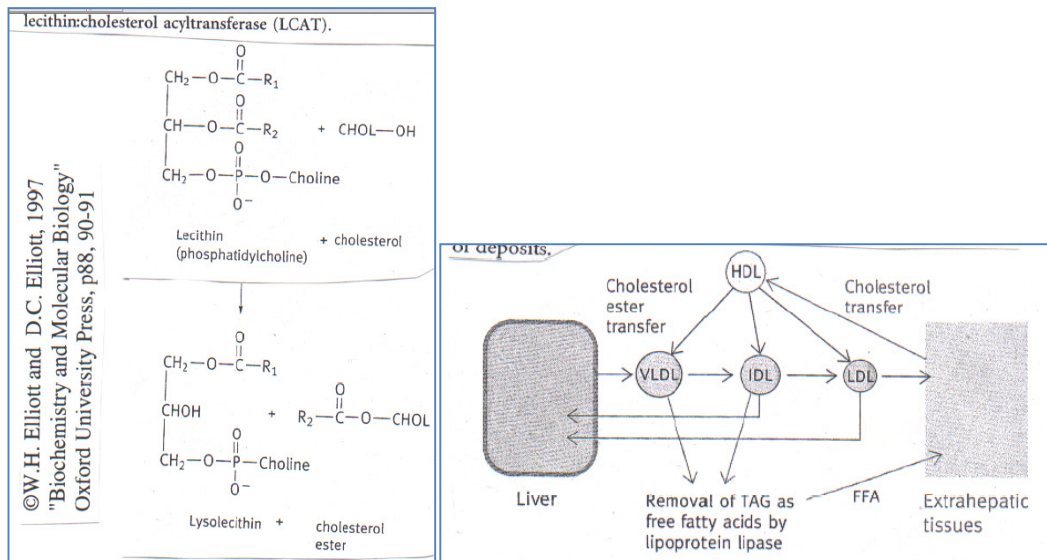 lecithin:cholesterol acyltransferase (LCAT).
O
CH₂—O—C—R₁
O
CH—O—C—R₂ + CHOL—OH
O
CH₂—O—P—O—Choline
O⁻
Lecithin + cholesterol
(phosphatidylcholine)
O
CH₂—O—C—R₁
O
CHOH + R₂—C—O—CHOL
O
CH₂—O—P—Choline
O⁻
Lysolecithin + cholesterol
ester
©W.H. Elliott and D.C. Elliott, 1997
"Biochemistry and Molecular Biology"
Oxford University Press, p88, 90-91
of deposits.
HDL
Cholesterol
ester
transfer
Cholesterol
transfer
VLDL
IDL
LDL
Liver
Removal of TAG as
free fatty acids by
lipoprotein lipase
FFA
Extrahepatic
tissues